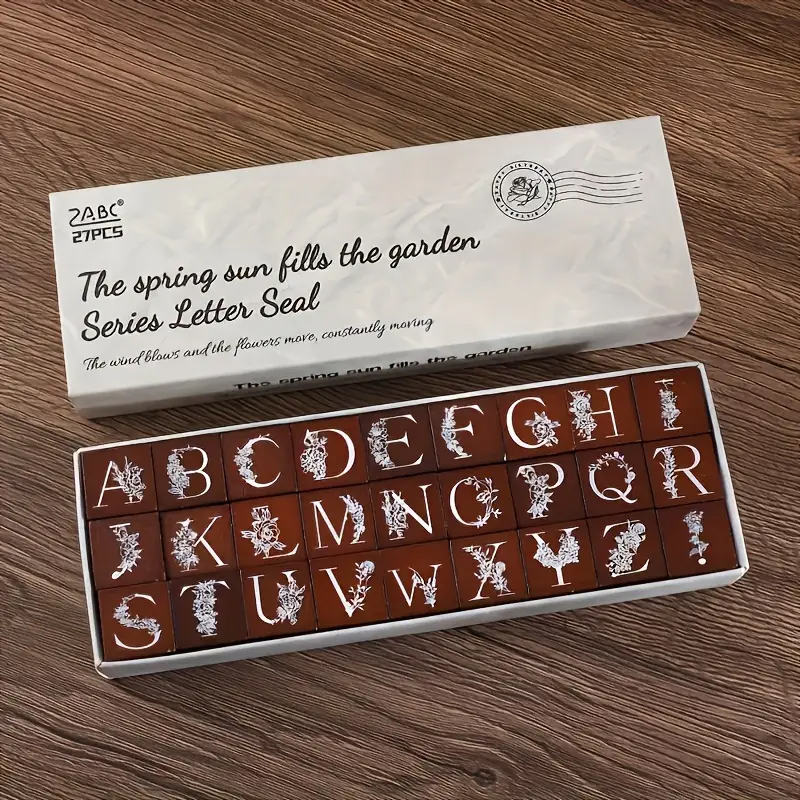 ZABC®
27PCS
The spring sun fills the garden
Series Letter Seal
The wind blows and the flowers move, constantly moving
The spring sun fills the garden
A B C D E F G H I
J K L M N O P Q R
S T U V W X Y Z !